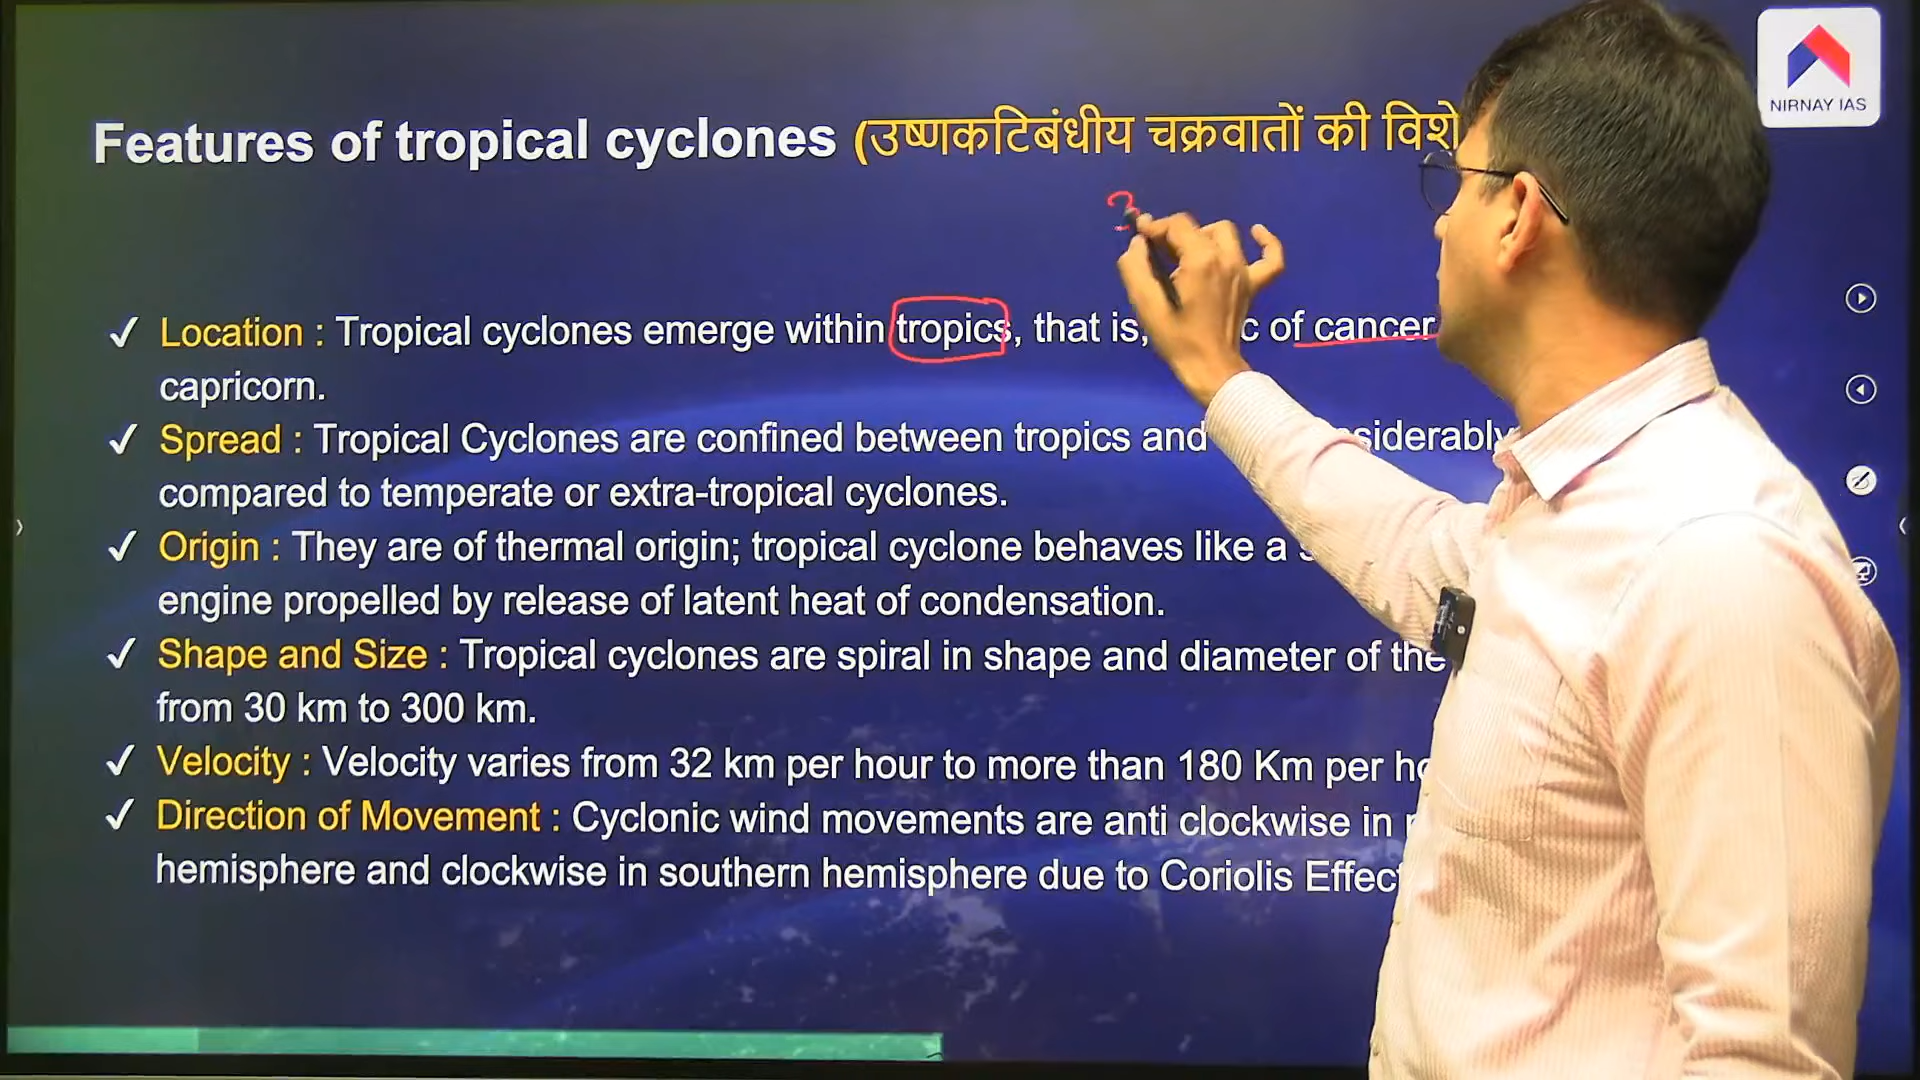 NIRNAY IAS
Features of tropical cyclones (उष्णकटिबंधीय चक्रवातों की
✓ Location : Tropical cyclones emerge within tropics, that is, of cancer
capricorn.
✓ Spread : Tropical Cyclones are confined between tropics and
compared to temperate or extra-tropical cyclones.
✓ Origin : They are of thermal origin; tropical cyclone behaves like a
engine propelled by release of latent heat of condensation.
✓ Shape and Size : Tropical cyclones are spiral in shape and diameter of the
from 30 km to 300 km.
✓ Velocity : Velocity varies from 32 km per hour to more than 180 Km per
✓ Direction of Movement : Cyclonic wind movements are anti clockwise in
hemisphere and clockwise in southern hemisphere due to Coriolis Effect